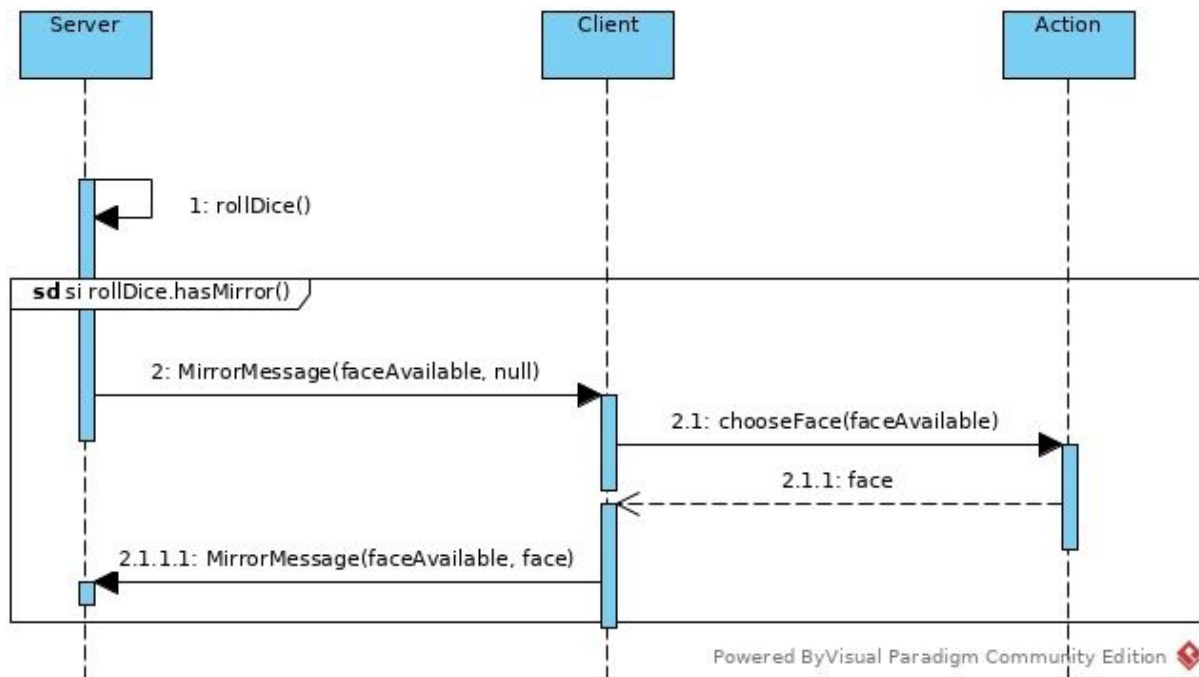 Server
Client
Action
1: rollDice()
sd si rollDice.hasMirror()
2: MirrorMessage(faceAvailable, null)
2.1: chooseFace(faceAvailable)
2.1.1: face
2.1.1.1: MirrorMessage(faceAvailable, face)
Powered ByVisual Paradigm Community Edition